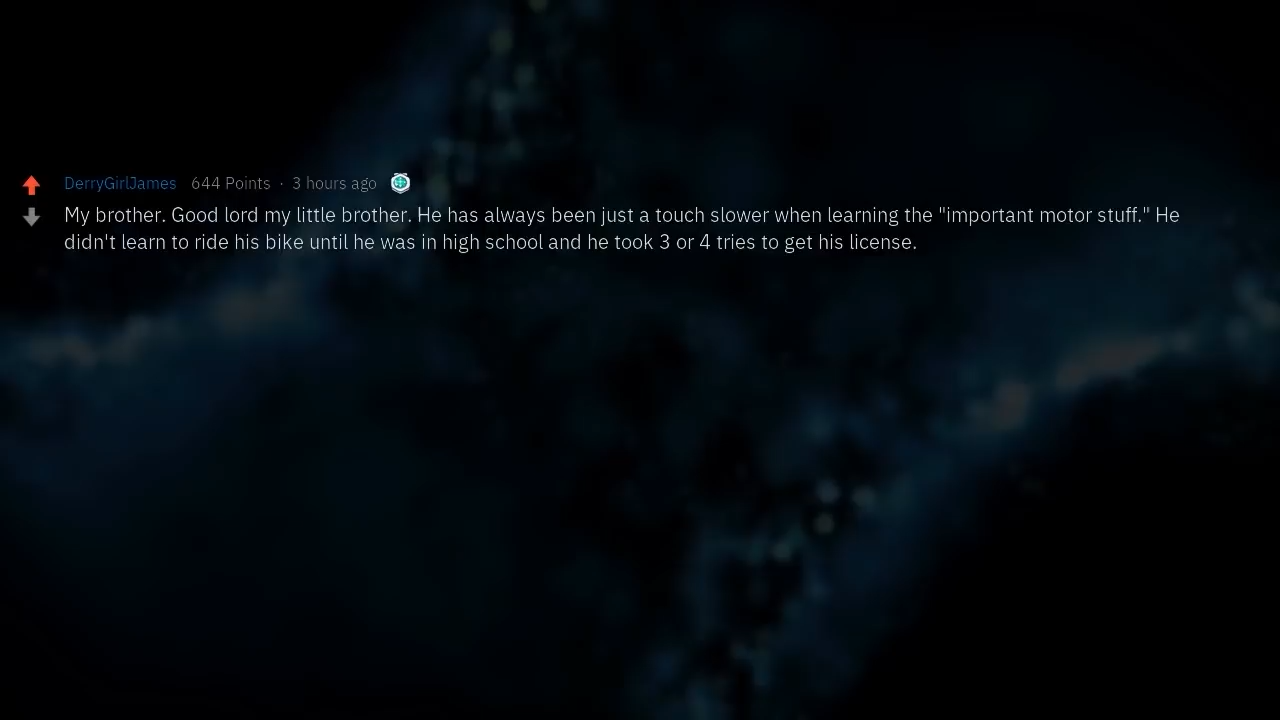 DerryGirlJames 644 Points · 3 hours ago
My brother. Good lord my little brother. He has always been just a touch slower when learning the "important motor stuff." He
didn't learn to ride his bike until he was in high school and he took 3 or 4 tries to get his license.